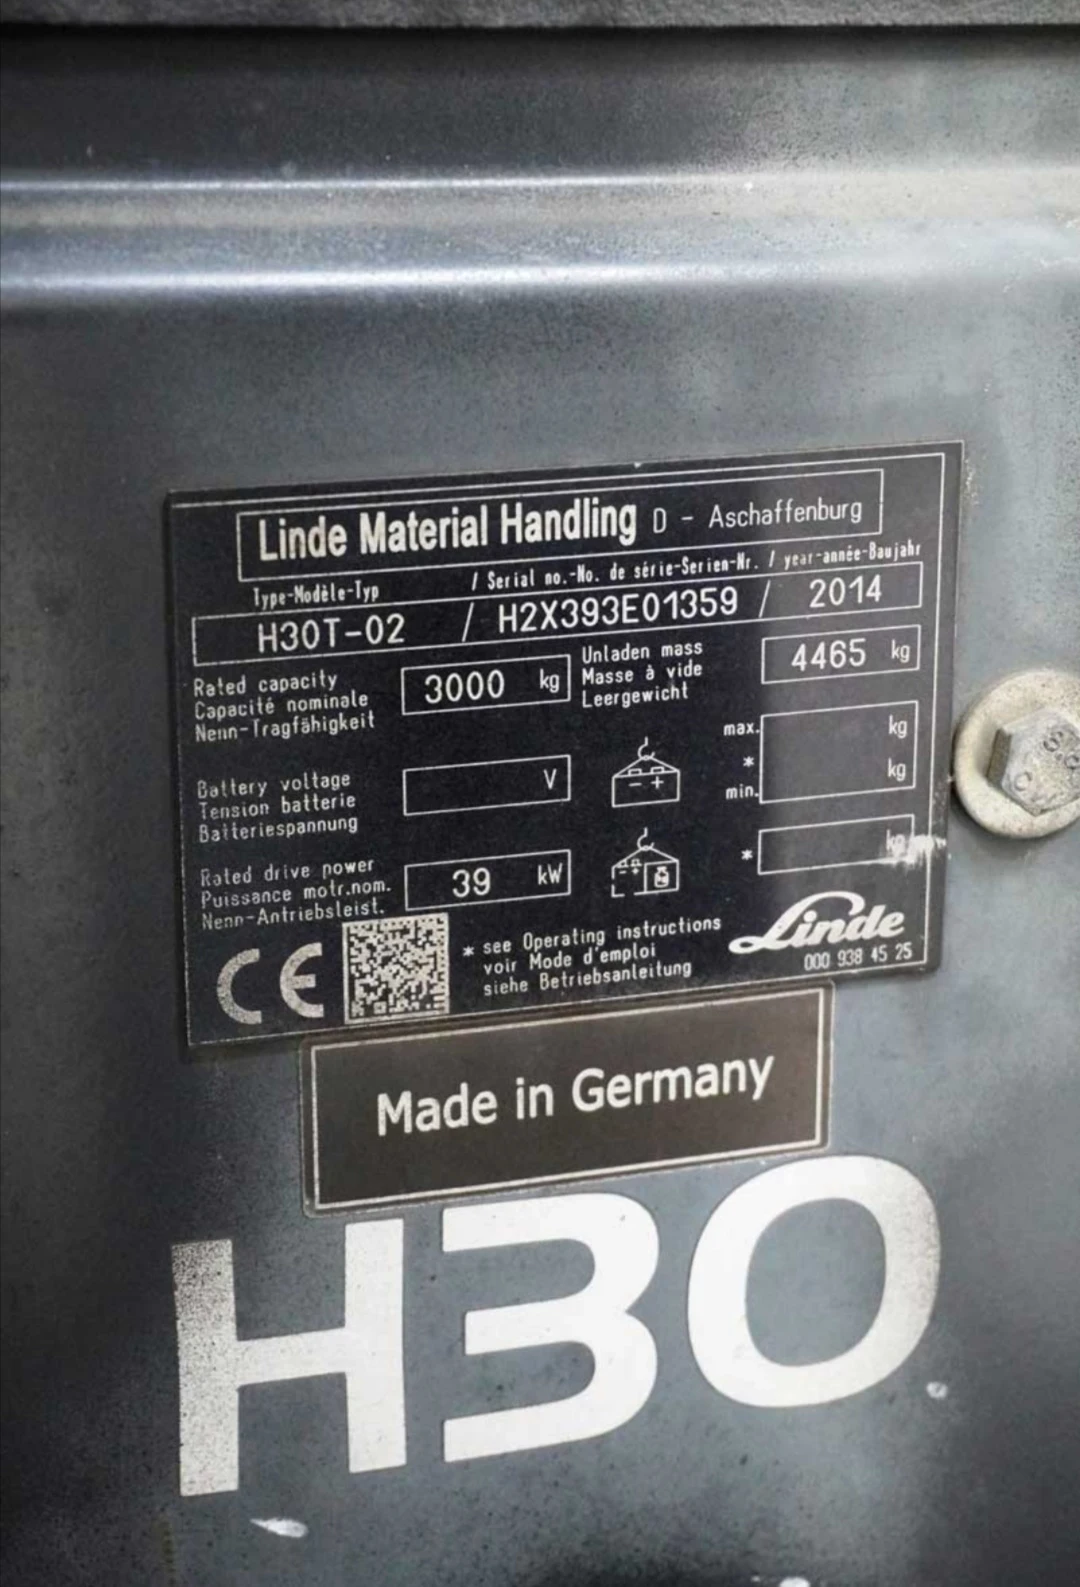 Linde Material Handling D - Aschaffenburg
Type-Modèle-Typ / Serial no.-No. de série-Serien-Nr. / year-année-Baujahr
H30T-02 / H2X393E01359 / 2014
Rated capacity
Capacité nominale
Nenn-Tragfähigkeit
3000 kg
Unladen mass
Masse à vide
Leergewicht
4465 kg
Battery voltage
Tension batterie
Batteriespannung
V
- +
max. kg
* kg
min.
Rated drive power
Puissance motr.nom.
Nenn-Antriebsleist.
39 kW
* kg
CE
* see Operating instructions
voir Mode d'emploi
siehe Betriebsanleitung
Linde
000 938 45 25
Made in Germany
H30